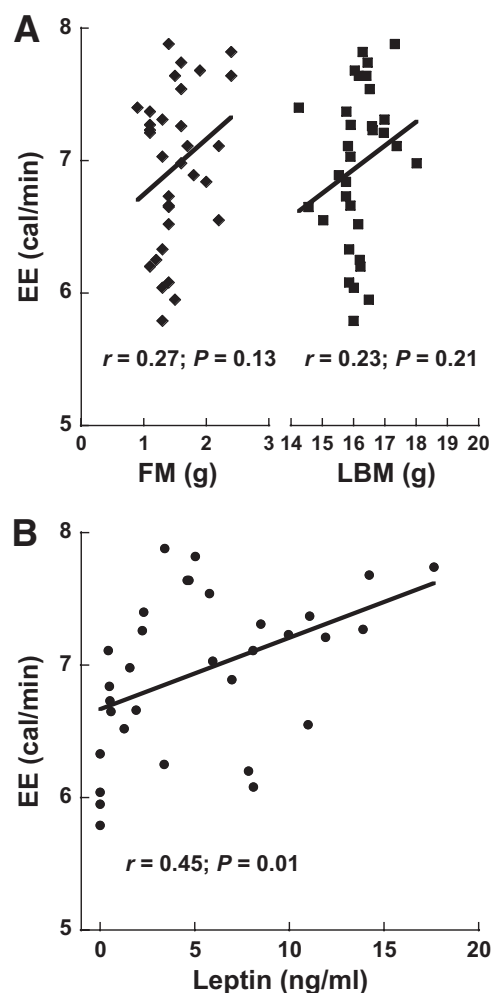 A
8
7
6
5
EE (cal/min)
r = 0.27; P = 0.13
r = 0.23; P = 0.21
0 1 2 3 14 15 16 17 18 19 20
FM (g) LBM (g)
B
8
7
6
5
EE (cal/min)
r = 0.45; P = 0.01
0 5 10 15 20
Leptin (ng/ml)